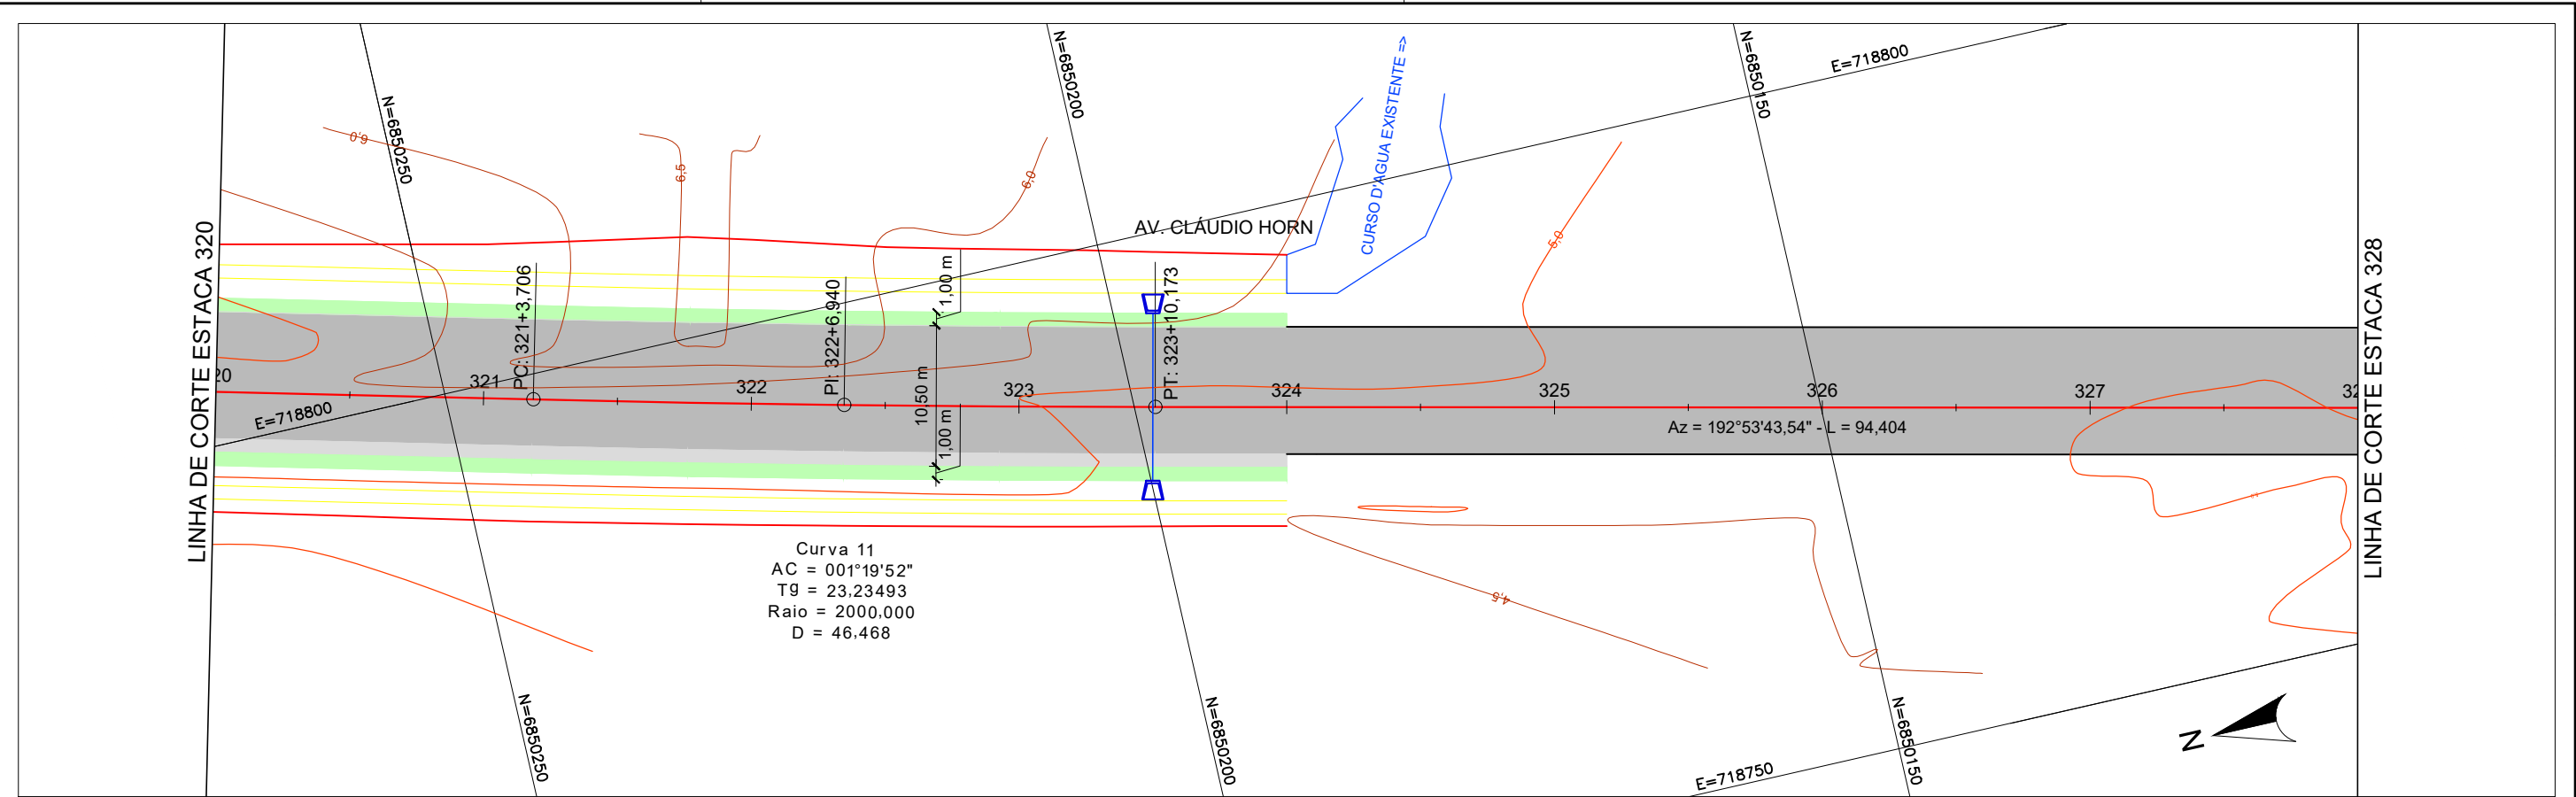 LINHA DE CORTE ESTACA 320
N=6850250
N=6850200
N=6850150
E=718800
CURSO D'AGUA EXISTENTE =>
6,0
6,5
6,0
5,0
AV. CLÁUDIO HORN
PC: 321+3,706
PI: 322+6,940
1,00 m
10,50 m
1,00 m
PT: 323+10,173
20
321
322
323
324
325
326
327
32
E=718800
Az = 192°53'43,54" - L = 94,404
LINHA DE CORTE ESTACA 328
Curva 11
AC = 001°19'52"
Tg = 23,23493
Raio = 2000,000
D = 46,468
4,5
N=6850250
N=6850200
N=6850150
E=718750
N